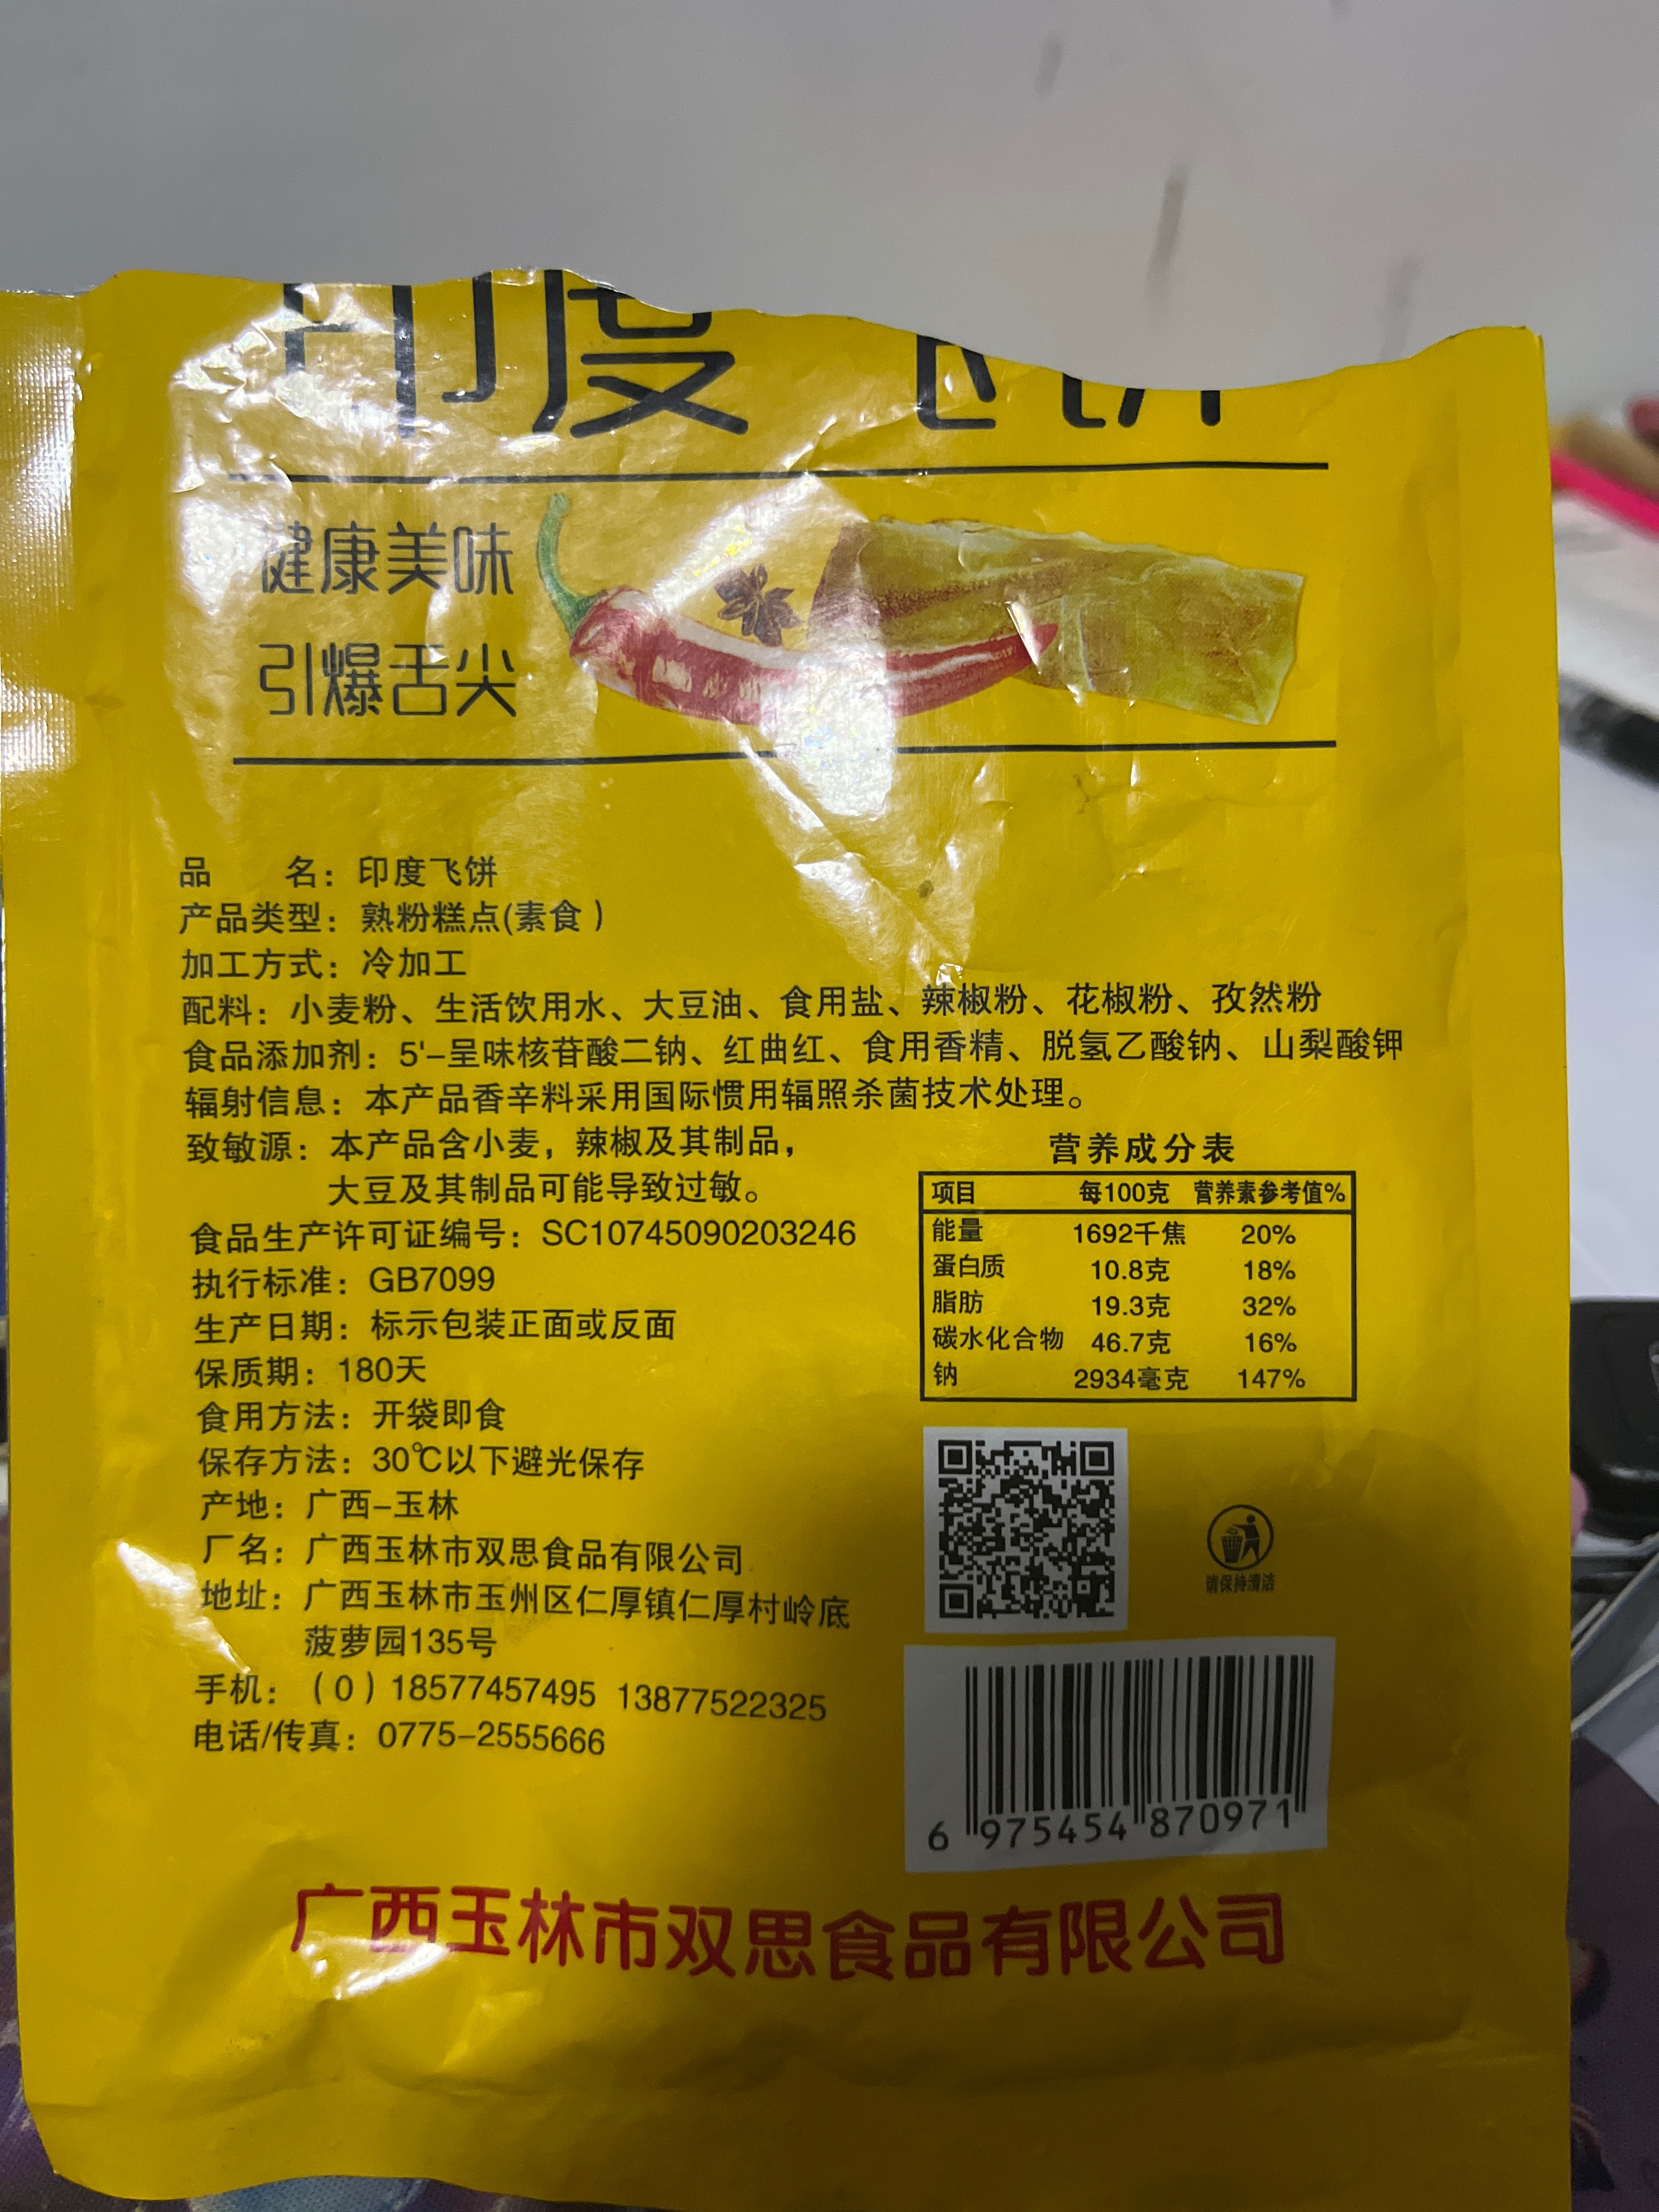 印度 飞饼
健康美味
引爆舌尖
品 名：印度飞饼
产品类型：熟粉糕点(素食)
加工方式：冷加工
配料：小麦粉、生活饮用水、大豆油、食用盐、辣椒粉、花椒粉、孜然粉
食品添加剂：5'-呈味核苷酸二钠、红曲红、食用香精、脱氢乙酸钠、山梨酸钾
辐射信息：本产品香辛料采用国际惯用辐照杀菌技术处理。
致敏源：本产品含小麦，辣椒及其制品，
大豆及其制品可能导致过敏。
食品生产许可证编号：SC10745090203246
执行标准：GB7099
生产日期：标示包装正面或反面
保质期：180天
食用方法：开袋即食
保存方法：30℃以下避光保存
产地：广西-玉林
厂名：广西玉林市双思食品有限公司
地址：广西玉林市玉州区仁厚镇仁厚村岭底
菠萝园135号
手机：(0)18577457495 13877522325
电话/传真：0775-2555666
营养成分表
项目 每100克 营养素参考值%
能量 1692千焦 20%
蛋白质 10.8克 18%
脂肪 19.3克 32%
碳水化合物 46.7克 16%
钠 2934毫克 147%
请保持清洁
6 975454 870971
广西玉林市双思食品有限公司